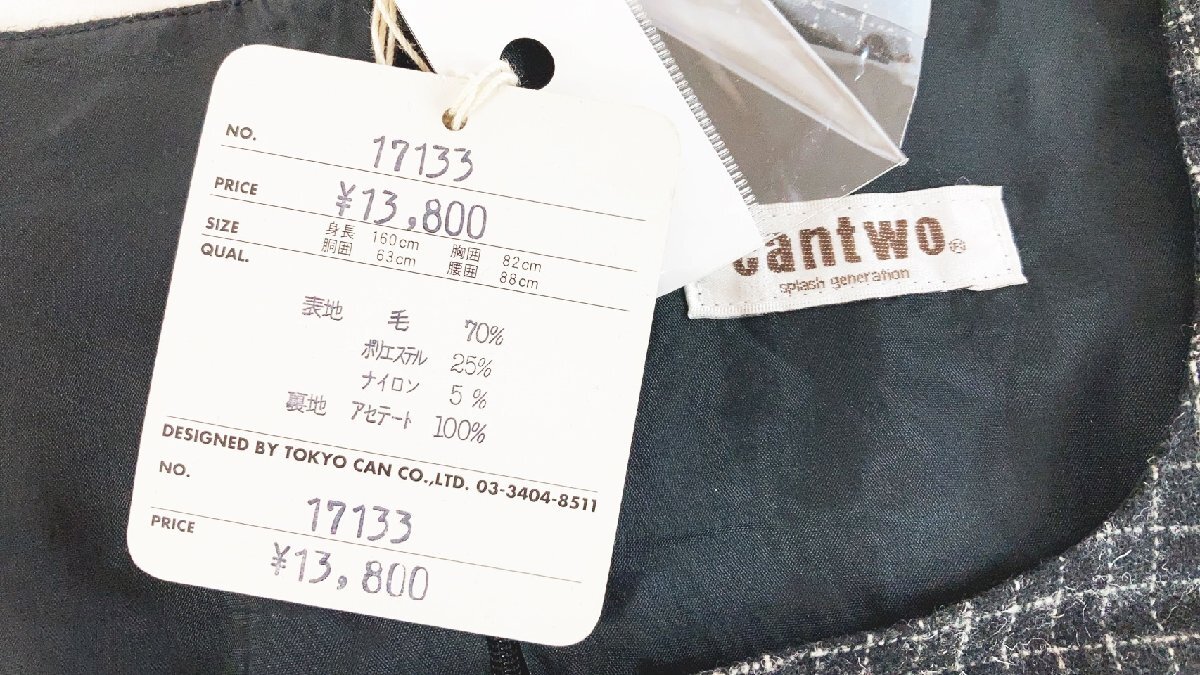 NO. 17133
PRICE ¥13,800
SIZE 身長 160cm 胸囲 82cm
胴囲 63cm 腰囲 88cm
QUAL.
表地 毛 70%
ポリエステル 25%
ナイロン 5%
裏地 アセテート 100%
DESIGNED BY TOKYO CAN CO.,LTD. 03-3404-8511
NO. 17133
PRICE ¥13,800
cantwo®
splash generation